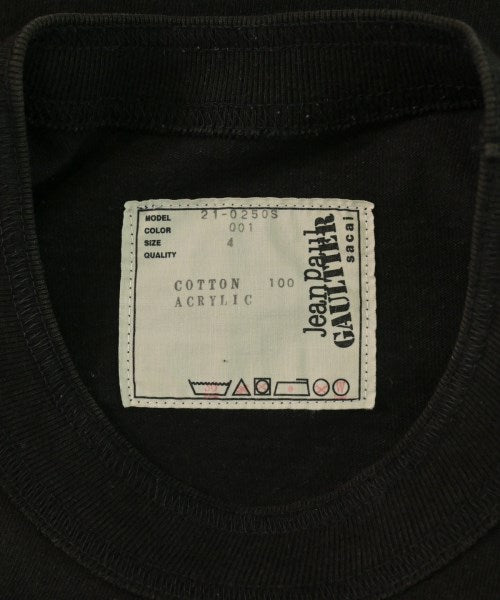 MODEL 21-0250S
COLOR 001
SIZE 4
QUALITY
COTTON 100
ACRYLIC
Jean Paul
GAULTIER
sacai